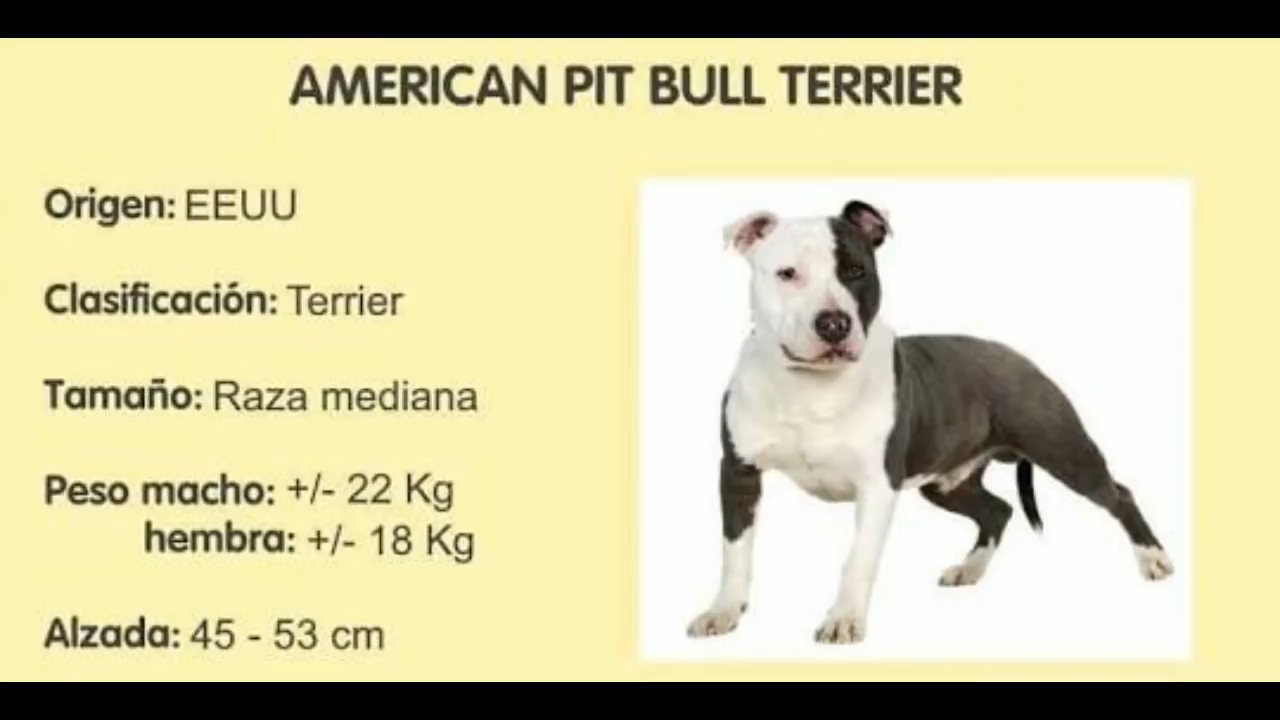 AMERICAN PIT BULL TERRIER
Origen: EEUU
Clasificación: Terrier
Tamaño: Raza mediana
Peso macho: +/- 22 Kg
hembra: +/- 18 Kg
Alzada: 45 - 53 cm